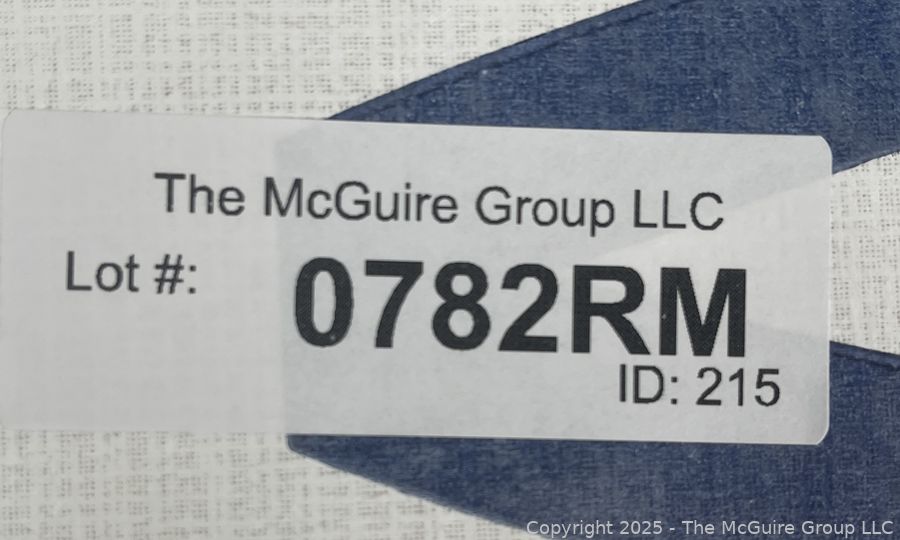 The McGuire Group LLC
Lot #:
0782RM
ID: 215
Copyright 2025 - The McGuire Group LLC